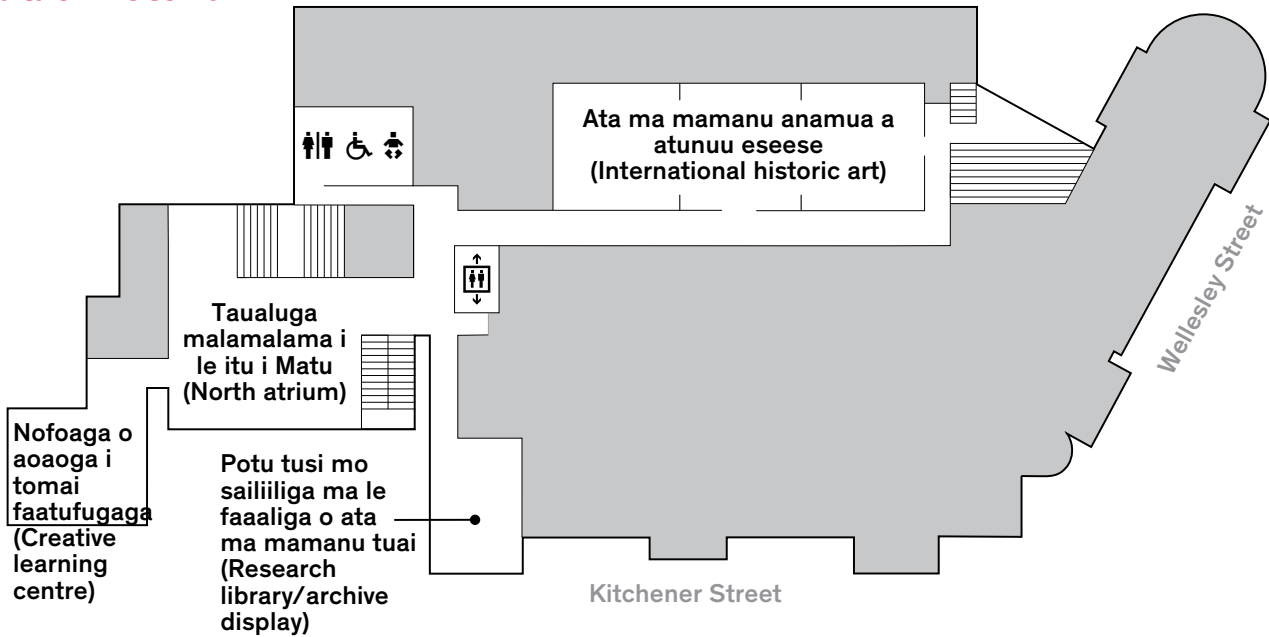 Ata ma mamanu anamua a
atunuu eseese
(International historic art)
Taualuga
malamalama i
le itu i Matu
(North atrium)
Nofoaga o
aoaoga i
tomai
faatufugaga
(Creative
learning
centre)
Potu tusi mo
sailiiliga ma le
faaaliga o ata
ma mamanu tuai
(Research
library/archive
display)
Kitchener Street
Wellesley Street